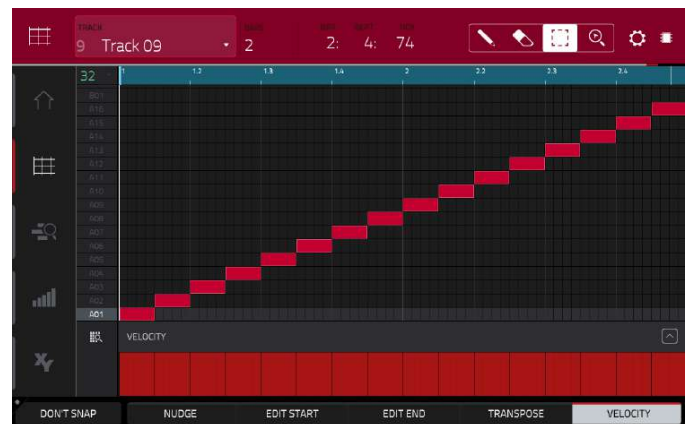 TRACK
9 Track 09
2
2: 4: 74
32 1 1.2 1.3 1.4 2 2.2 2.3 2.4
B01
A16
A15
A14
A13
A12
A11
A10
A09
A08
A07
A06
A05
A04
A03
A02
A01
VELOCITY
XY
DON'T SNAP NUDGE EDIT START EDIT END TRANSPOSE VELOCITY